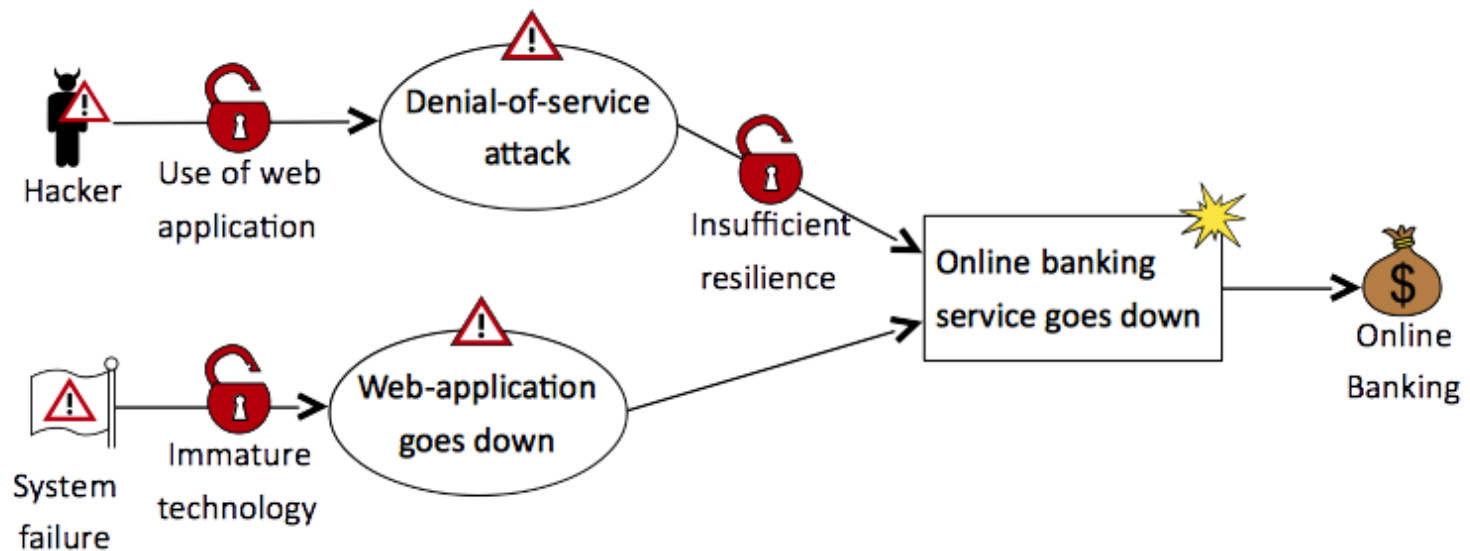 Hacker
Use of web
application
Denial-of-service
attack
Insufficient
resilience
System
failure
Immature
technology
Web-application
goes down
Online banking
service goes down
$
Online
Banking